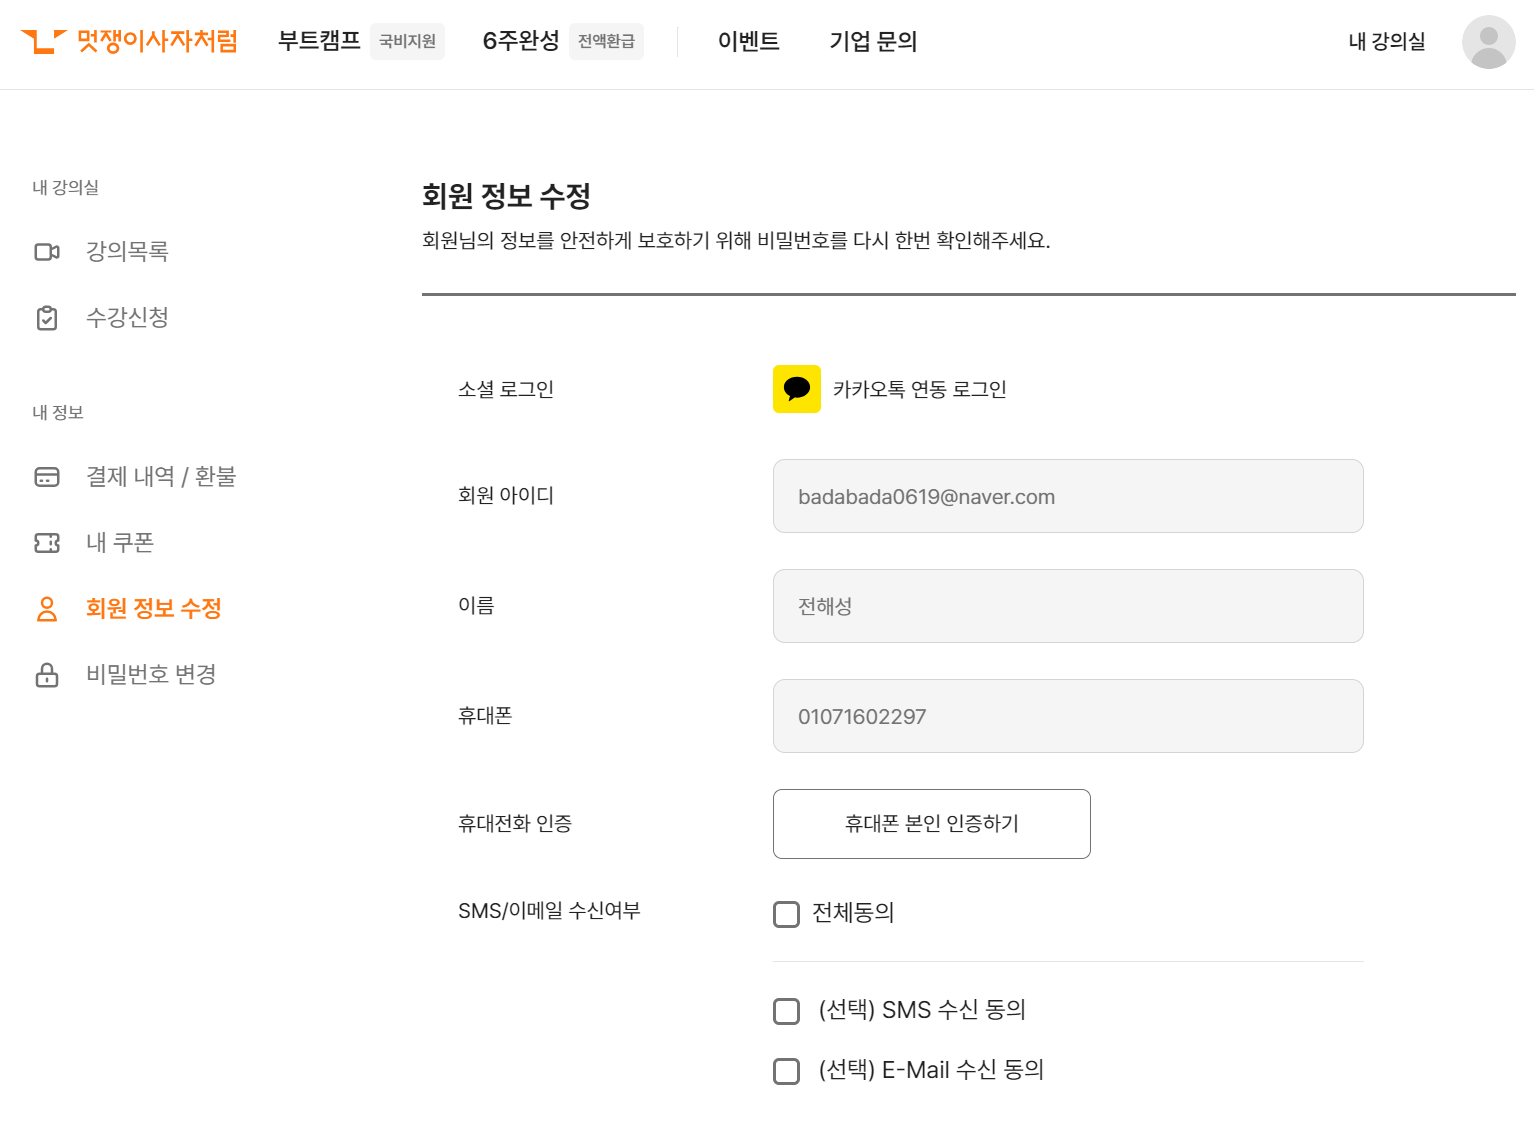 멋쟁이사자처럼 부트캠프 국비지원 6주완성 전액환급 이벤트 기업 문의 내 강의실
내 강의실
강의목록
수강신청
내 정보
결제 내역 / 환불
내 쿠폰
회원 정보 수정
비밀번호 변경
회원 정보 수정
회원님의 정보를 안전하게 보호하기 위해 비밀번호를 다시 한번 확인해주세요.
소셜 로그인 카카오톡 연동 로그인
회원 아이디 badabada0619@naver.com
이름 전해성
휴대폰 01071602297
휴대전화 인증 휴대폰 본인 인증하기
SMS/이메일 수신여부 전체동의
(선택) SMS 수신 동의
(선택) E-Mail 수신 동의